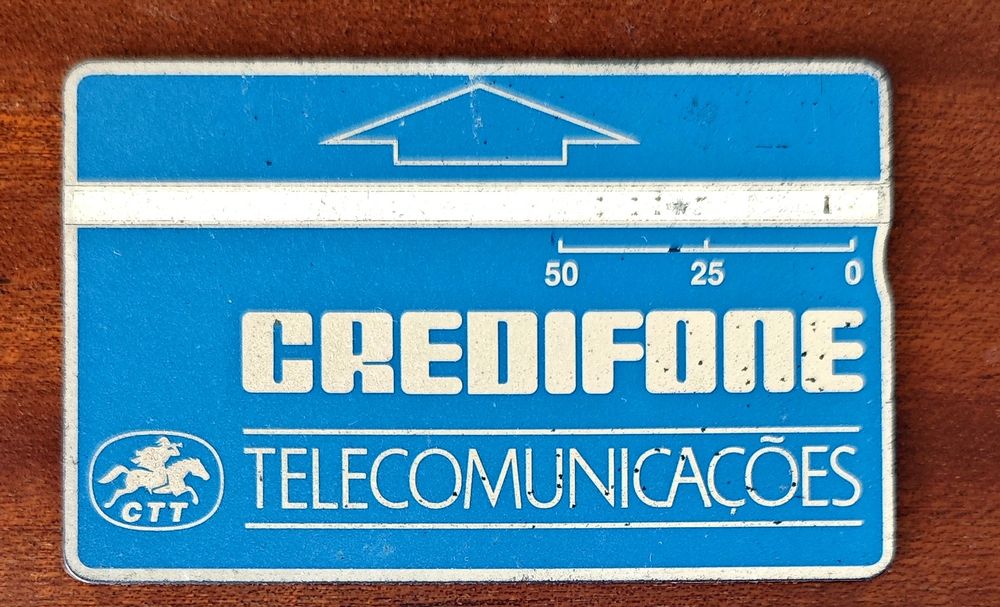 50 25 0
CREDIFONE
TELECOMUNICAÇÕES
CTT